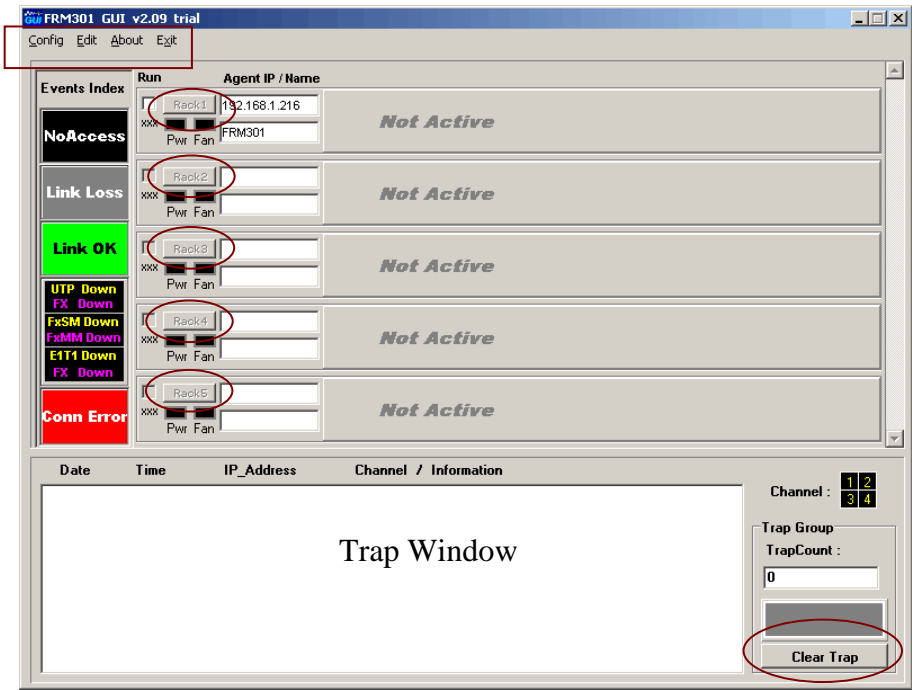 FRM301 GUI v2.09 trial
Config Edit About Exit
Events Index
NoAccess
Link Loss
Link OK
UTP Down
FX Down
FxSM Down
FxMM Down
E1T1 Down
FX Down
Conn Error
Run Agent IP / Name
Rack1 192.168.1.216
xxx FRM301
Pwr Fan
Not Active
Rack2
xxx
Pwr Fan
Not Active
Rack3
xxx
Pwr Fan
Not Active
Rack4
xxx
Pwr Fan
Not Active
Rack5
xxx
Pwr Fan
Not Active
Date Time IP_Address Channel / Information
Trap Window
Channel : 1 2
3 4
Trap Group
TrapCount :
0
Clear Trap